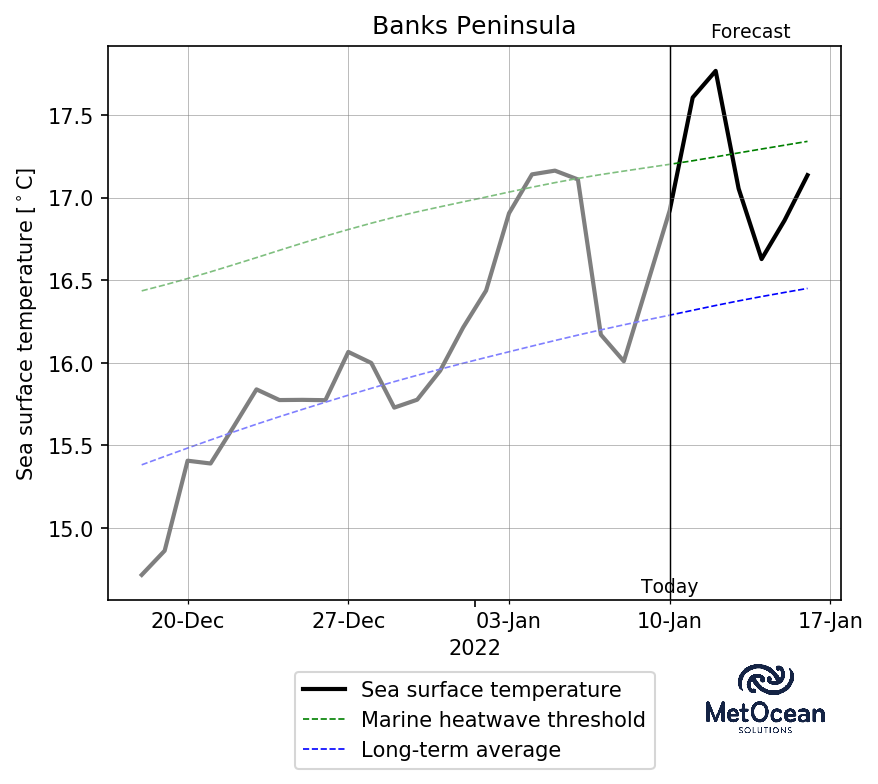 Banks Peninsula
Forecast
Sea surface temperature [°C]
17.5
17.0
16.5
16.0
15.5
15.0
Today
20-Dec
27-Dec
03-Jan
10-Jan
17-Jan
2022
Sea surface temperature
Marine heatwave threshold
Long-term average
MetOcean
SOLUTIONS